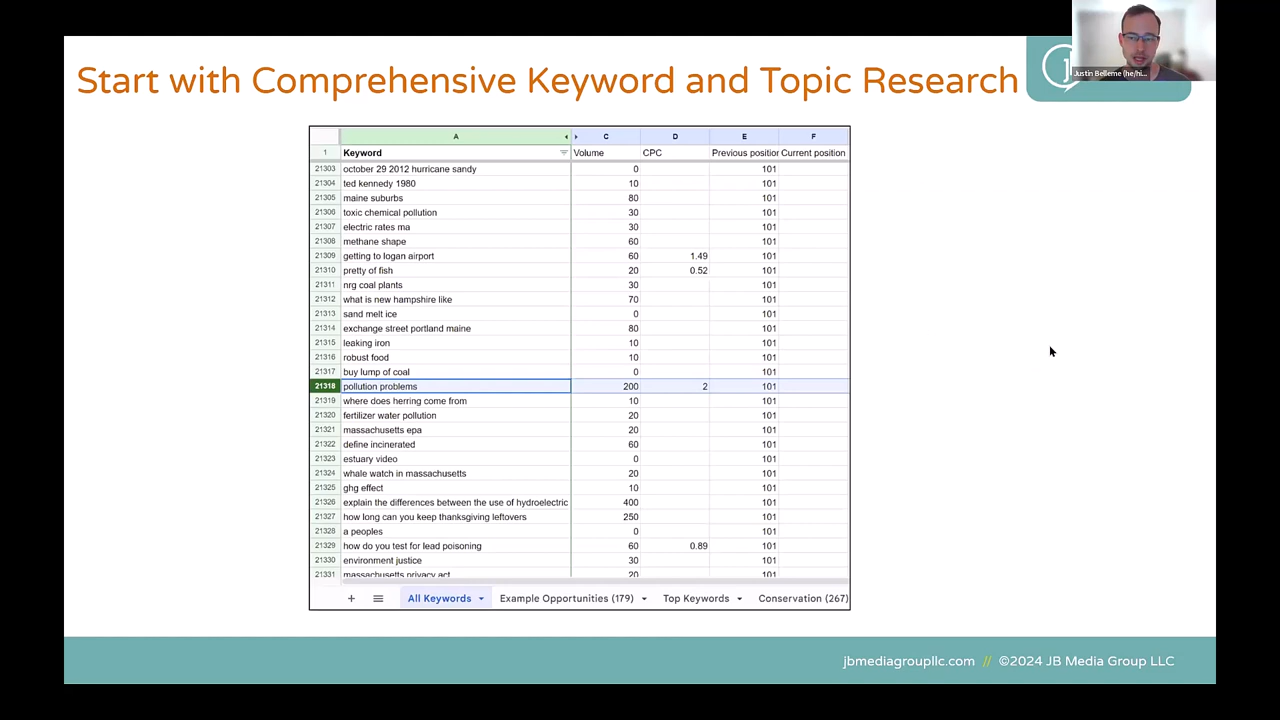 Start with Comprehensive Keyword and Topic Research
Justin Belleme (he/hi...
A C D E F
1 Keyword Volume CPC Previous position Current position
21303 october 29 2012 hurricane sandy 0 101
21304 ted kennedy 1980 10 101
21305 maine suburbs 80 101
21306 toxic chemical pollution 30 101
21307 electric rates ma 30 101
21308 methane shape 60 101
21309 getting to logan airport 60 1.49 101
21310 pretty of fish 20 0.52 101
21311 nrg coal plants 30 101
21312 what is new hampshire like 70 101
21313 sand melt ice 0 101
21314 exchange street portland maine 80 101
21315 leaking iron 10 101
21316 robust food 10 101
21317 buy lump of coal 0 101
21318 pollution problems 200 2 101
21319 where does herring come from 10 101
21320 fertilizer water pollution 20 101
21321 massachusetts epa 20 101
21322 define incinerated 60 101
21323 estuary video 0 101
21324 whale watch in massachusetts 20 101
21325 ghg effect 10 101
21326 explain the differences between the use of hydroelectric 400 101
21327 how long can you keep thanksgiving leftovers 250 101
21328 a peoples 0 101
21329 how do you test for lead poisoning 60 0.89 101
21330 environment justice 30 101
21331 massachusetts privacy act 20 101
+ All Keywords Example Opportunities (179) Top Keywords Conservation (267)
jbmediagroupllc.com // ©2024 JB Media Group LLC